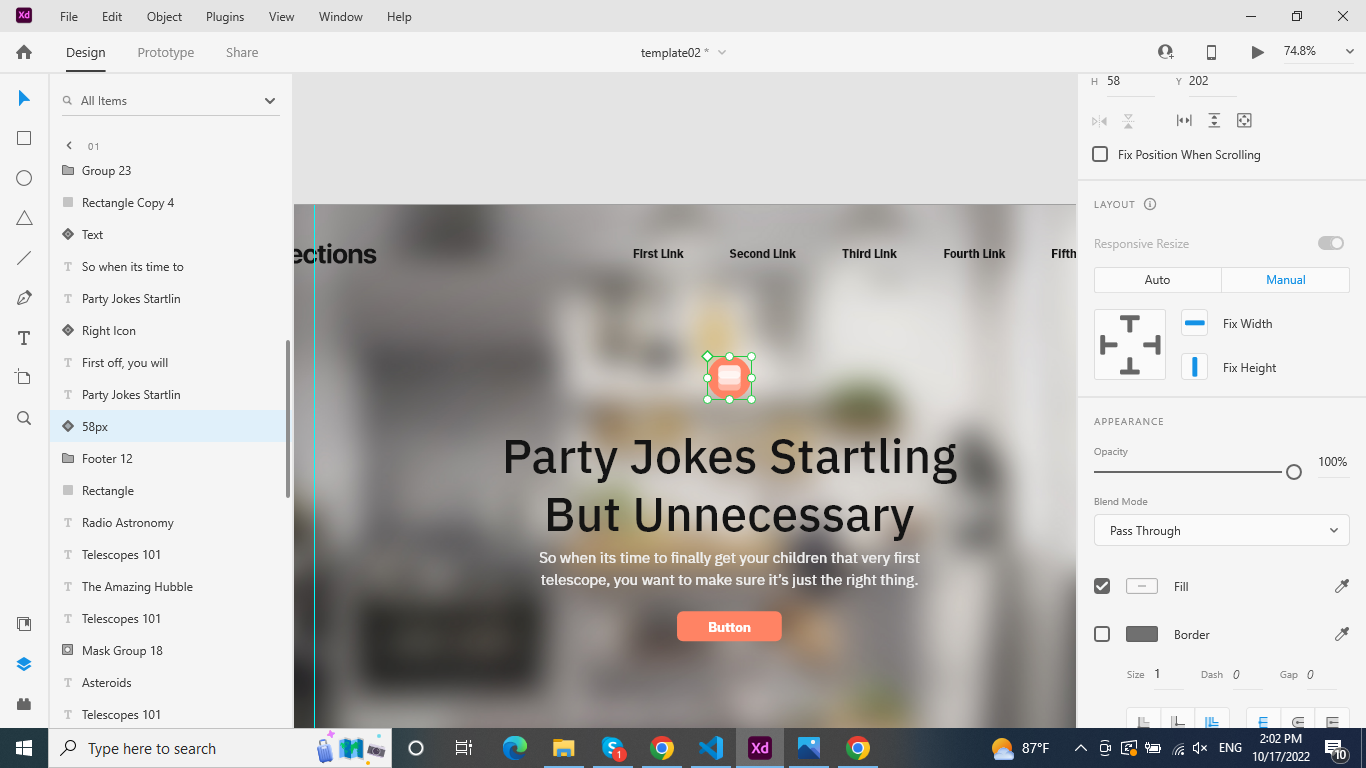 Xd File Edit Object Plugins View Window Help
Design Prototype Share template02 * 74.8%
All Items
01
Group 23
Rectangle Copy 4
Text
So when its time to
Party Jokes Startlin
Right Icon
First off, you will
Party Jokes Startlin
58px
Footer 12
Rectangle
Radio Astronomy
Telescopes 101
The Amazing Hubble
Telescopes 101
Mask Group 18
Asteroids
Telescopes 101
ections First Link Second Link Third Link Fourth Link Fifth
Party Jokes Startling
But Unnecessary
So when its time to finally get your children that very first
telescope, you want to make sure it's just the right thing.
Button
H 58 Y 202
Fix Position When Scrolling
LAYOUT
Responsive Resize
Auto Manual
Fix Width
Fix Height
APPEARANCE
Opacity
100%
Blend Mode
Pass Through
Fill
Border
Size 1 Dash 0 Gap 0
Type here to search
1
Xd
87°F
ENG
2:02 PM
10/17/2022
10